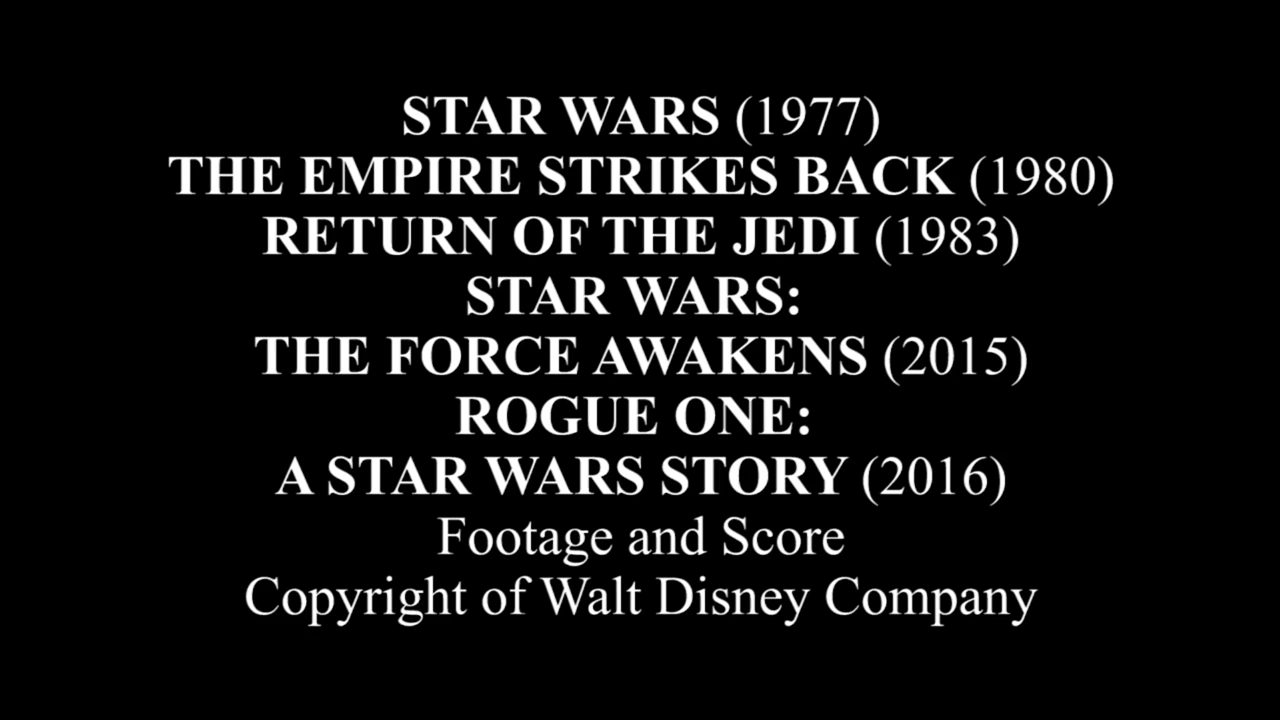 STAR WARS (1977)
THE EMPIRE STRIKES BACK (1980)
RETURN OF THE JEDI (1983)
STAR WARS:
THE FORCE AWAKENS (2015)
ROGUE ONE:
A STAR WARS STORY (2016)
Footage and Score
Copyright of Walt Disney Company